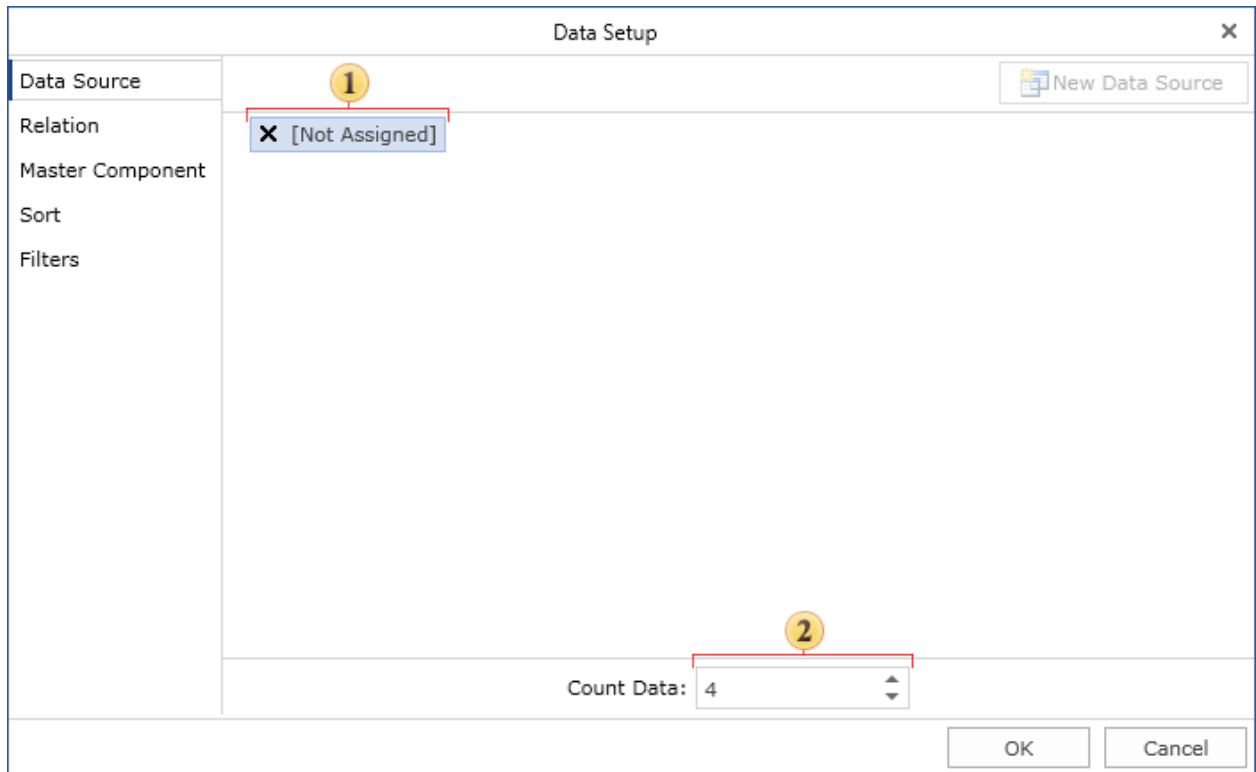 Data Setup
Data Source
1
New Data Source
Relation
[Not Assigned]
Master Component
Sort
Filters
2
Count Data: 4
OK
Cancel